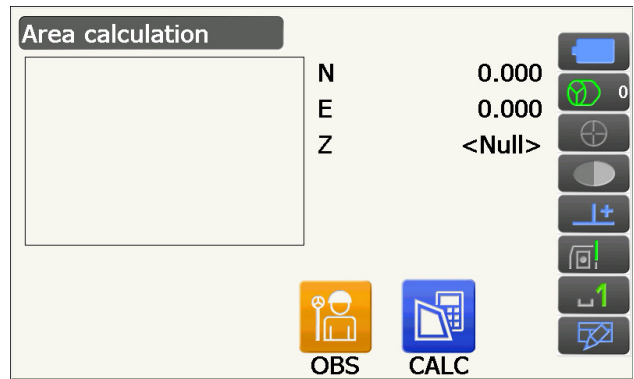 Area calculation
N 0.000
E 0.000
Z <Null>
0
1
OBS CALC